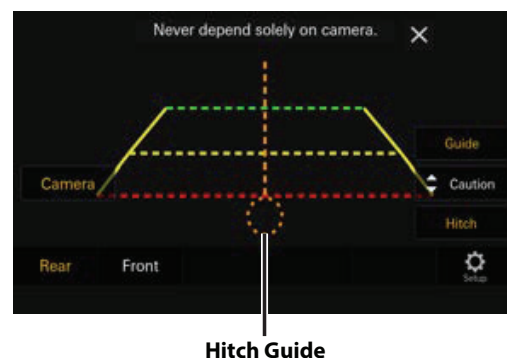 Never depend solely on camera.
Guide
Camera
Caution
Hitch
Rear Front
Setup
Hitch Guide